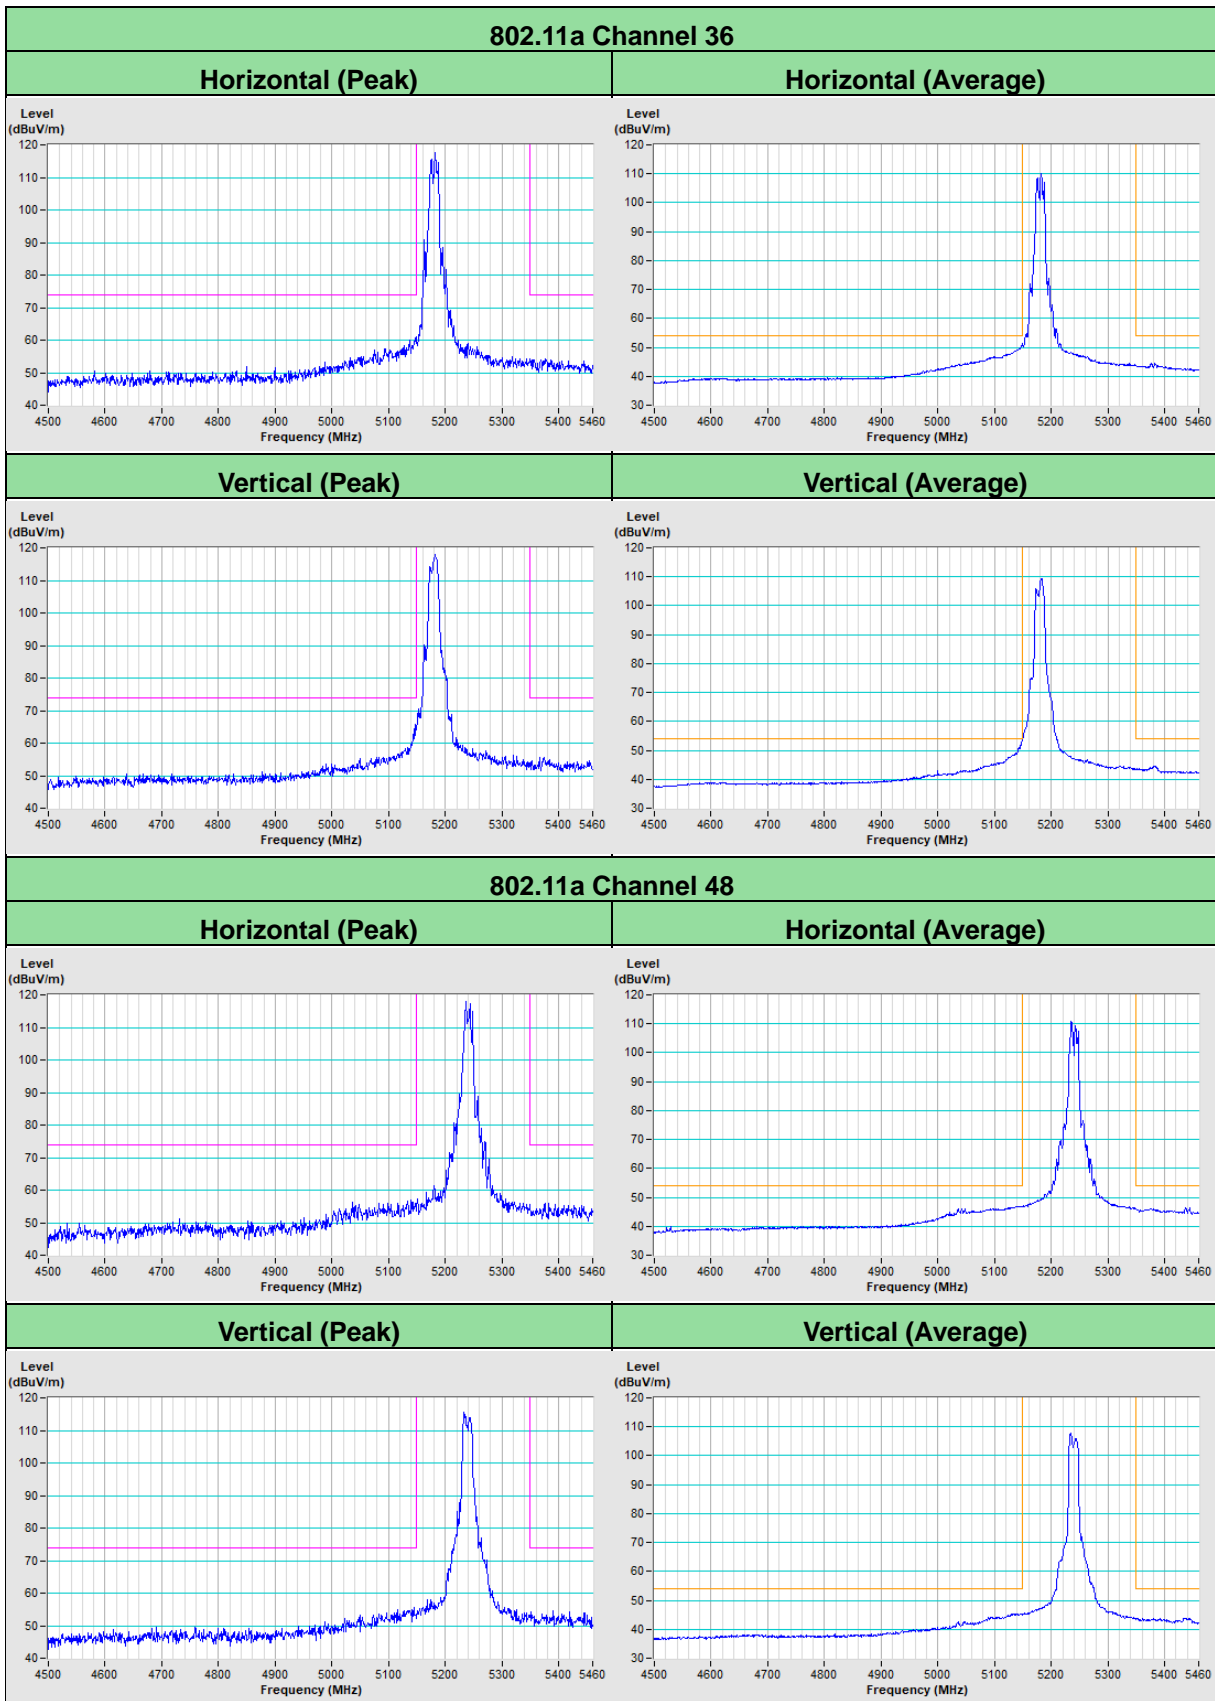 802.11a Channel 36
Horizontal (Peak) Horizontal (Average)
Level Level
(dBuV/m) (dBuV/m)
120 120
110 110
100 100
90 90
80 80
70 70
60 60
50 50
40 40
30
4500 4600 4700 4800 4900 5000 5100 5200 5300 5400 5460 4500 4600 4700 4800 4900 5000 5100 5200 5300 5400 5460
Frequency (MHz) Frequency (MHz)
Vertical (Peak) Vertical (Average)
Level Level
(dBuV/m) (dBuV/m)
120 120
110 110
100 100
90 90
80 80
70 70
60 60
50 50
40 40
30
4500 4600 4700 4800 4900 5000 5100 5200 5300 5400 5460 4500 4600 4700 4800 4900 5000 5100 5200 5300 5400 5460
Frequency (MHz) Frequency (MHz)
802.11a Channel 48
Horizontal (Peak) Horizontal (Average)
Level Level
(dBuV/m) (dBuV/m)
120 120
110 110
100 100
90 90
80 80
70 70
60 60
50 50
40 40
30
4500 4600 4700 4800 4900 5000 5100 5200 5300 5400 5460 4500 4600 4700 4800 4900 5000 5100 5200 5300 5400 5460
Frequency (MHz) Frequency (MHz)
Vertical (Peak) Vertical (Average)
Level Level
(dBuV/m) (dBuV/m)
120 120
110 110
100 100
90 90
80 80
70 70
60 60
50 50
40 40
30
4500 4600 4700 4800 4900 5000 5100 5200 5300 5400 5460 4500 4600 4700 4800 4900 5000 5100 5200 5300 5400 5460
Frequency (MHz) Frequency (MHz)